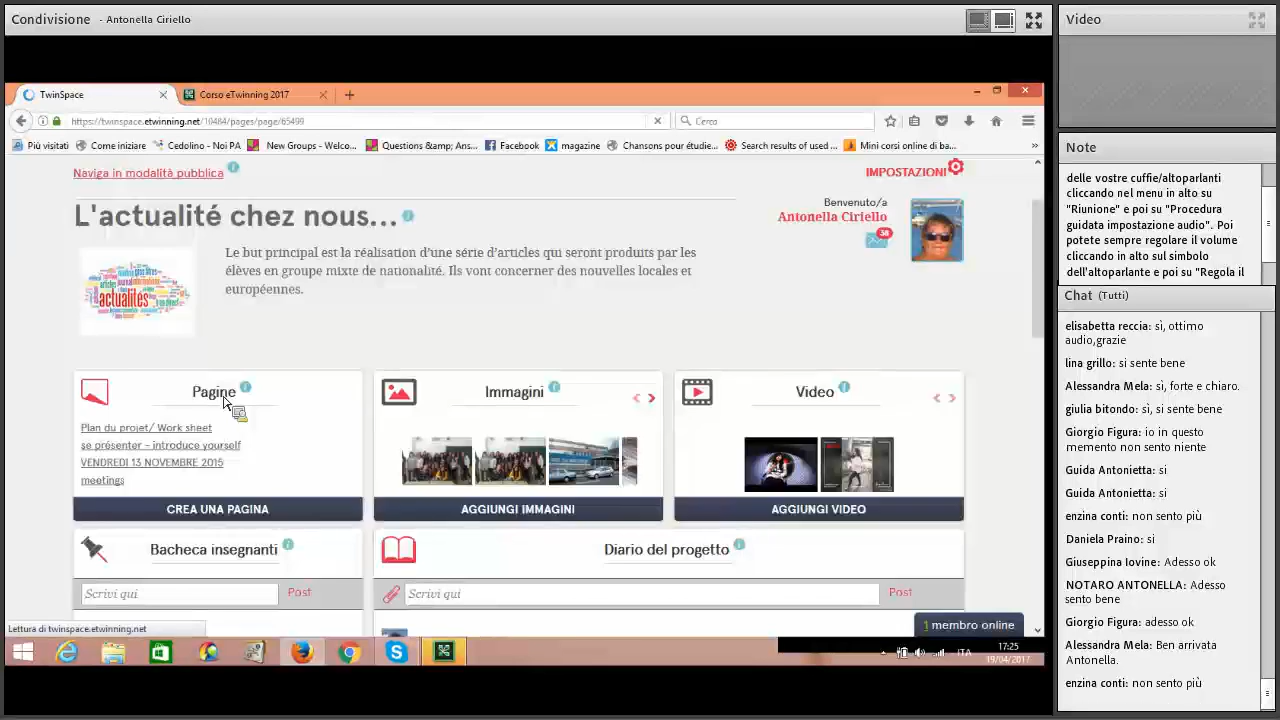 Condivisione - Antonella Ciriello
TwinSpace
Corso eTwinning 2017
https://twinspace.etwinning.net/10484/pages/page/65499
Cerca
Più visitati
Come iniziare
Cedolino - Noi PA
New Groups - Welco...
Questions &amp; Ans...
Facebook
magazine
Chansons pour étudie...
Search results of used ...
Mini corsi online di ba...
Naviga in modalità pubblica
IMPOSTAZIONI
L'actualité chez nous...
Benvenuto/a
Antonella Ciriello
38
Le but principal est la réalisation d'une série d'articles qui seront produits par les
élèves en groupe mixte de nationalité. Ils vont concerner des nouvelles locales et
européennes.
actualités
Pagine
Plan du projet/ Work sheet
se présenter – introduce yourself
VENDREDI 13 NOVEMBRE 2015
meetings
CREA UNA PAGINA
Immagini
AGGIUNGI IMMAGINI
Video
AGGIUNGI VIDEO
Bacheca insegnanti
Scrivi qui
Post
Diario del progetto
Scrivi qui
Post
1 membro online
Lettura di twinspace.etwinning.net
ITA
17:25
19/04/2017
Video
Note
delle vostre cuffie/altoparlanti
cliccando nel menu in alto su
"Riunione" e poi su "Procedura
guidata impostazione audio". Poi
potete sempre regolare il volume
cliccando in alto sul simbolo
dell'altoparlante e poi su "Regola il
Chat (Tutti)
elisabetta reccia: sì, ottimo
audio,grazie
lina grillo: si sente bene
Alessandra Mela: sì, forte e chiaro.
giulia bitondo: sì, si sente bene
Giorgio Figura: io in questo
memento non sento niente
Guida Antonietta: si
Guida Antonietta: si
enzina conti: non sento più
Daniela Praino: si
Giuseppina Iovine: Adesso ok
NOTARO ANTONELLA: Adesso
sento bene
Giorgio Figura: adesso ok
Alessandra Mela: Ben arrivata
Antonella.
enzina conti: non sento più